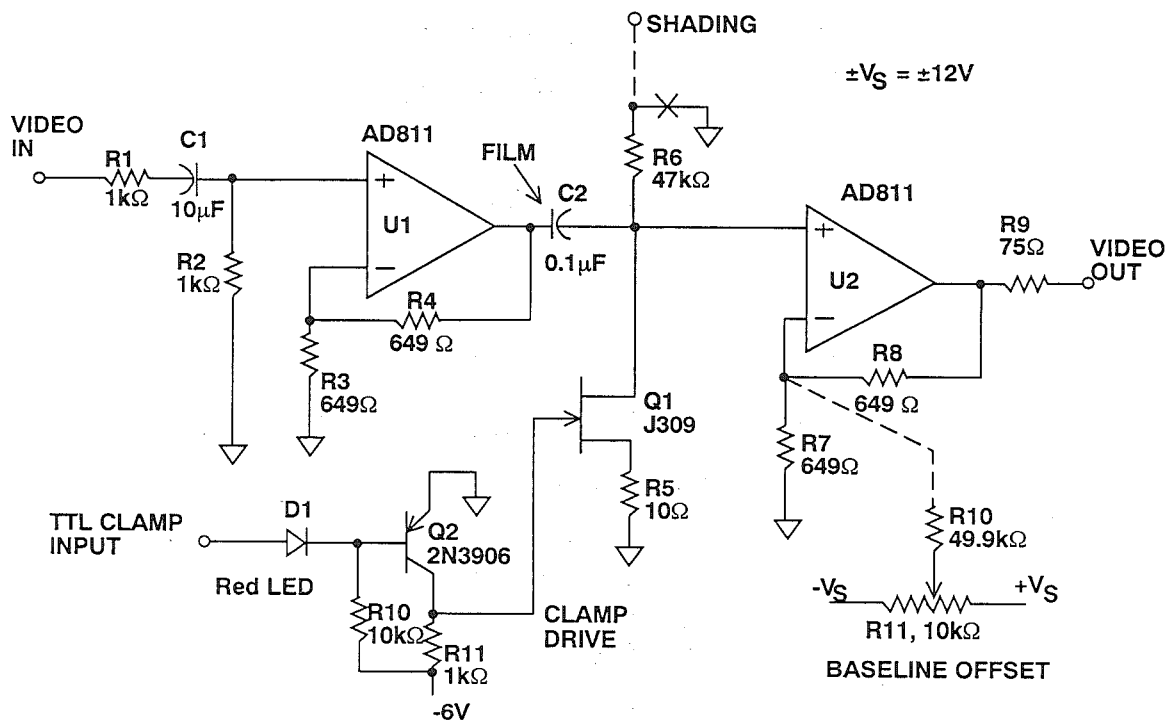 SHADING
±VS = ±12V
VIDEO
IN
R1
1kΩ
C1
10µF
AD811
+
U1
−
FILM
C2
0.1µF
R6
47kΩ
AD811
+
U2
−
R9
75Ω
VIDEO
OUT
R2
1kΩ
R4
649 Ω
R3
649Ω
R8
649 Ω
R7
649Ω
Q1
J309
R5
10Ω
TTL CLAMP
INPUT
D1
Red LED
Q2
2N3906
R10
10kΩ
R11
1kΩ
-6V
CLAMP
DRIVE
R10
49.9kΩ
-VS
+VS
R11, 10kΩ
BASELINE OFFSET